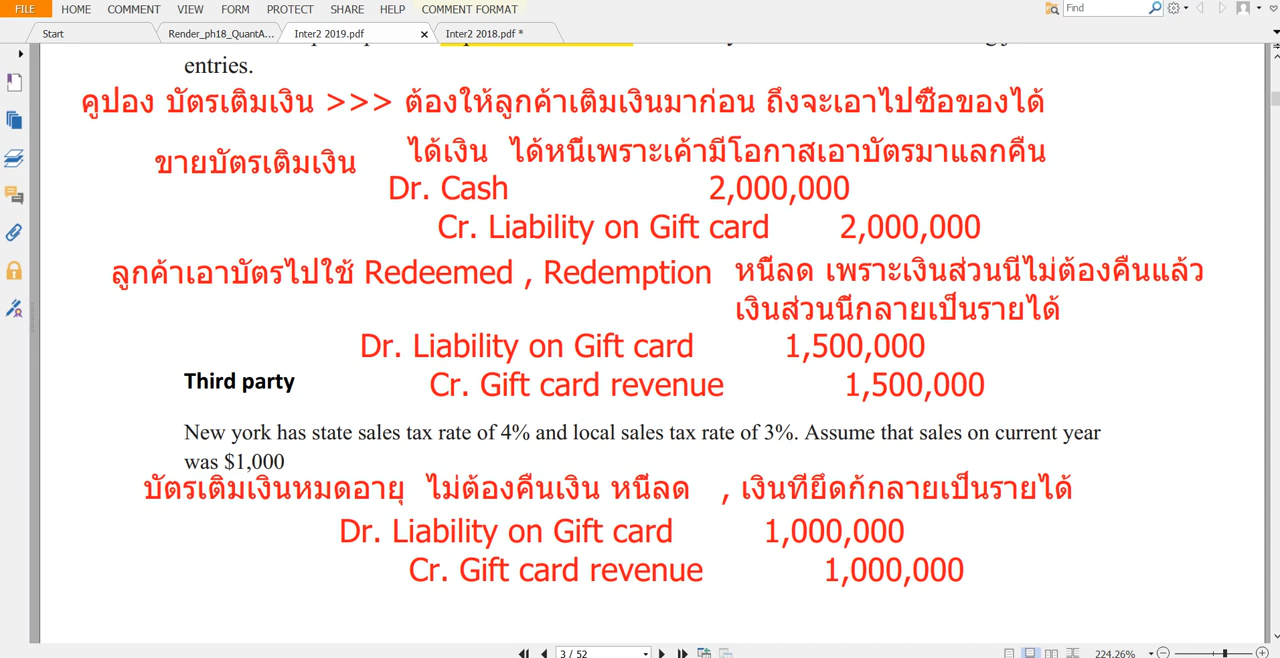 FILE HOME COMMENT VIEW FORM PROTECT SHARE HELP COMMENT FORMAT Find
Start Render_ph18_QuantA... Inter2 2019.pdf Inter2 2018.pdf *
entries.
คูปอง บัตรเติมเงิน >>> ต้องให้ลูกค้าเติมเงินมาก่อน ถึงจะเอาไปซื้อของได้
ขายบัตรเติมเงิน ได้เงิน ได้หนี้เพราะเค้ามีโอกาสเอาบัตรมาแลกคืน
Dr. Cash 2,000,000
Cr. Liability on Gift card 2,000,000
ลูกค้าเอาบัตรไปใช้ Redeemed , Redemption หนี้ลด เพราะเงินส่วนนี้ไม่ต้องคืนแล้ว
เงินส่วนนี้กลายเป็นรายได้
Dr. Liability on Gift card 1,500,000
Third party Cr. Gift card revenue 1,500,000
New york has state sales tax rate of 4% and local sales tax rate of 3%. Assume that sales on current year
was $1,000
บัตรเติมเงินหมดอายุ ไม่ต้องคืนเงิน หนี้ลด , เงินที่ยึดก้กลายเป็นรายได้
Dr. Liability on Gift card 1,000,000
Cr. Gift card revenue 1,000,000
3 / 52 224.26%